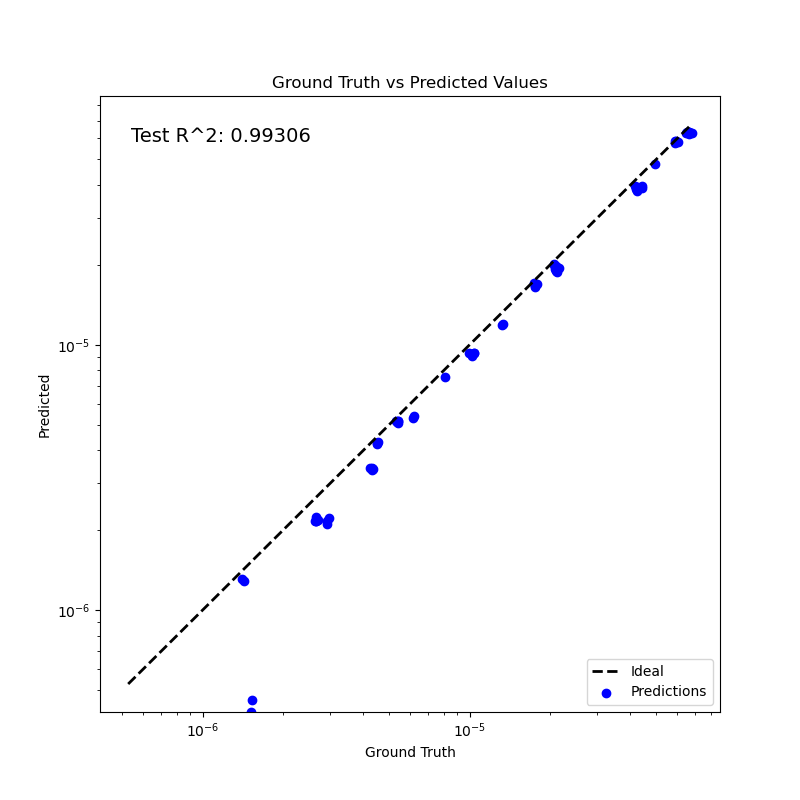 Ground Truth vs Predicted Values
Test R^2: 0.99306
Predicted
10⁻⁵
10⁻⁶
Ideal
Predictions
10⁻⁶ 10⁻⁵
Ground Truth